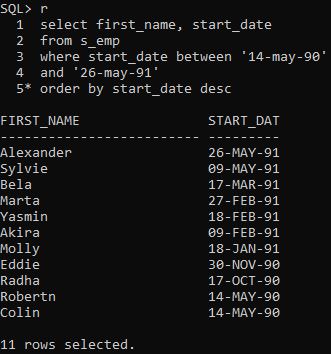 SQL> r
  1  select first_name, start_date
  2  from s_emp
  3  where start_date between '14-may-90'
  4  and '26-may-91'
  5* order by start_date desc

FIRST_NAME                START_DAT
------------------------- ---------
Alexander                 26-MAY-91
Sylvie                    09-MAY-91
Bela                      17-MAR-91
Marta                     27-FEB-91
Yasmin                    18-FEB-91
Akira                     09-FEB-91
Molly                     18-JAN-91
Eddie                     30-NOV-90
Radha                     17-OCT-90
Robertn                   14-MAY-90
Colin                     14-MAY-90

11 rows selected.